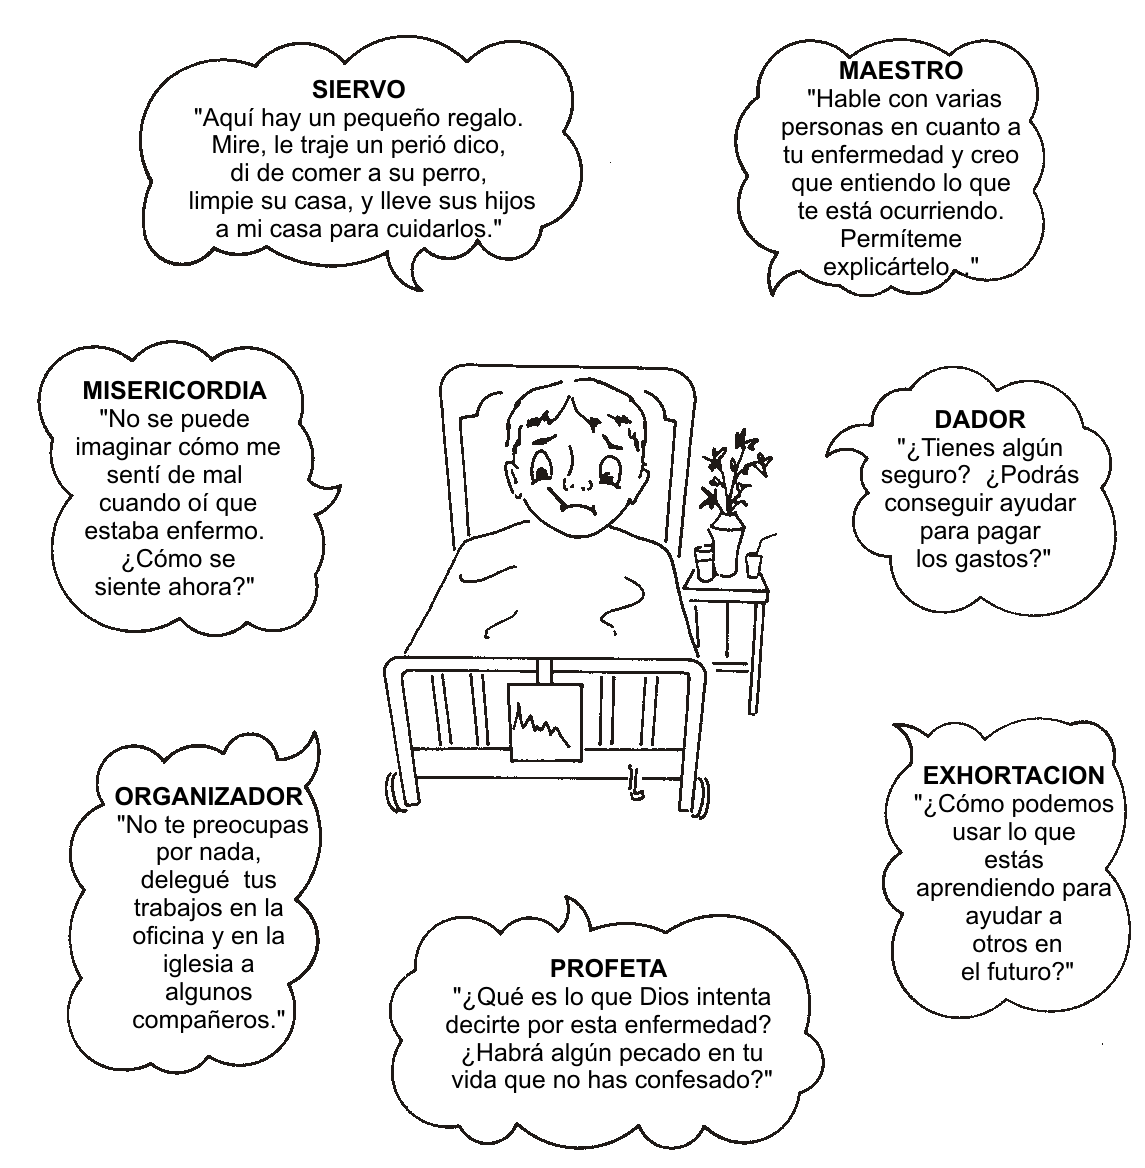 SIERVO
"Aquí hay un pequeño regalo.
Mire, le traje un perió dico,
di de comer a su perro,
limpie su casa, y lleve sus hijos
a mi casa para cuidarlos."
MAESTRO
"Hable con varias
personas en cuanto a
tu enfermedad y creo
que entiendo lo que
te está ocurriendo.
Permíteme
explicártelo..."
MISERICORDIA
"No se puede
imaginar cómo me
sentí de mal
cuando oí que
estaba enfermo.
¿Cómo se
siente ahora?"
DADOR
"¿Tienes algún
seguro? ¿Podrás
conseguir ayudar
para pagar
los gastos?"
ORGANIZADOR
"No te preocupas
por nada,
delegué tus
trabajos en la
oficina y en la
iglesia a
algunos
compañeros."
EXHORTACION
"¿Cómo podemos
usar lo que
estás
aprendiendo para
ayudar a
otros en
el futuro?"
PROFETA
"¿Qué es lo que Dios intenta
decirte por esta enfermedad?
¿Habrá algún pecado en tu
vida que no has confesado?"